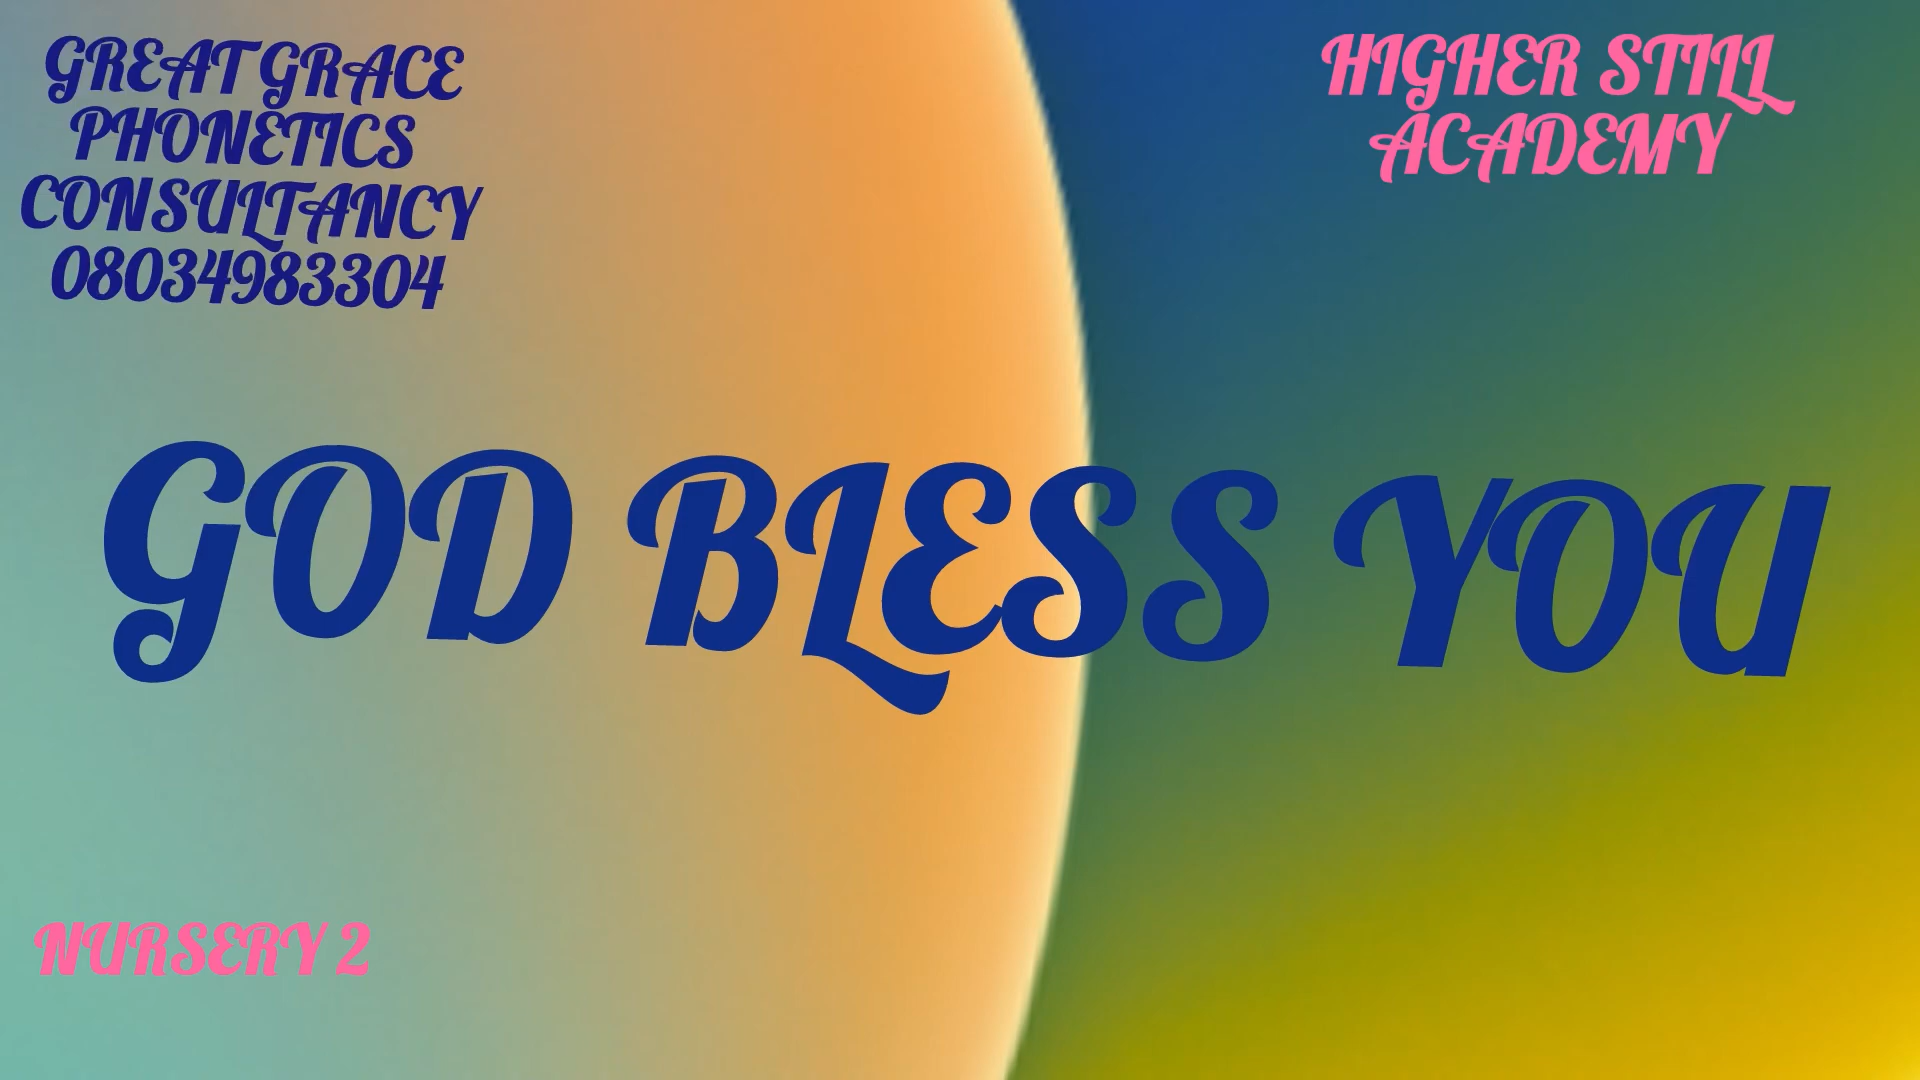 GREAT GRACE
PHONETICS
CONSULTANCY
08034983304
HIGHER STILL
ACADEMY
GOD BLESS YOU
NURSERY 2